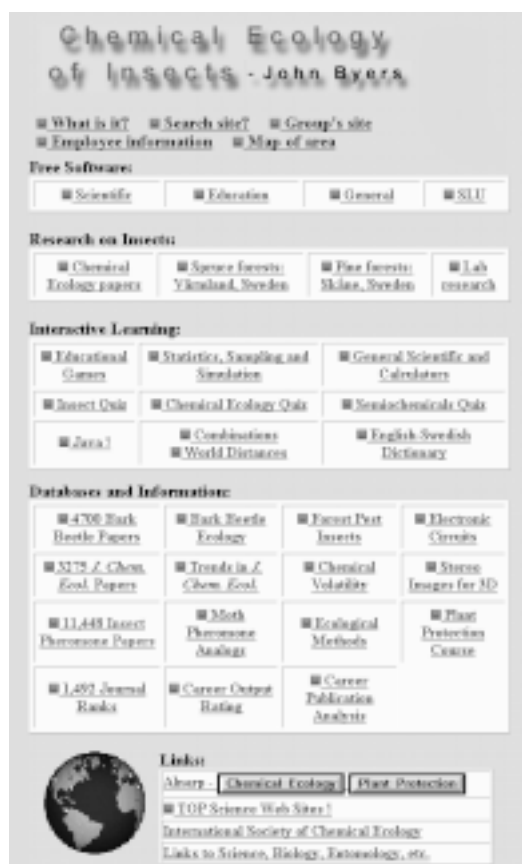 Chemical Ecology
of Insects - John Byers
What is it? Search site? Group's site
Employee information Map of area
Free Software:
Scientific Education General SLU
Research on Insects:
Chemical Ecology papers
Spruce forests: Värmland, Sweden
Pine forests: Skåne, Sweden
Lab research
Interactive Learning:
Educational Games
Statistics, Sampling and Simulation
General Scientific and Calculators
Insect Quiz Chemical Ecology Quiz Semiochemicals Quiz
Java!
Combinations
World Distances
English-Swedish Dictionary
Databases and Information:
4700 Bark Beetle Papers
Bark Beetle Ecology
Forest Pest Insects
Electronic Circuits
3275 J. Chem. Ecol. Papers
Trends in J. Chem. Ecol.
Chemical Volatility
Stereo Images for 3D
11,448 Insect Pheromone Papers
Moth Pheromone Analogs
Ecological Methods
Plant Protection Course
1,492 Journal Ranks
Career Output Rating
Career Publication Analysis
Links:
Alnarp - Chemical Ecology, Plant Protection
TOP Science Web Sites!
International Society of Chemical Ecology
Links to Science, Biology, Entomology, etc.